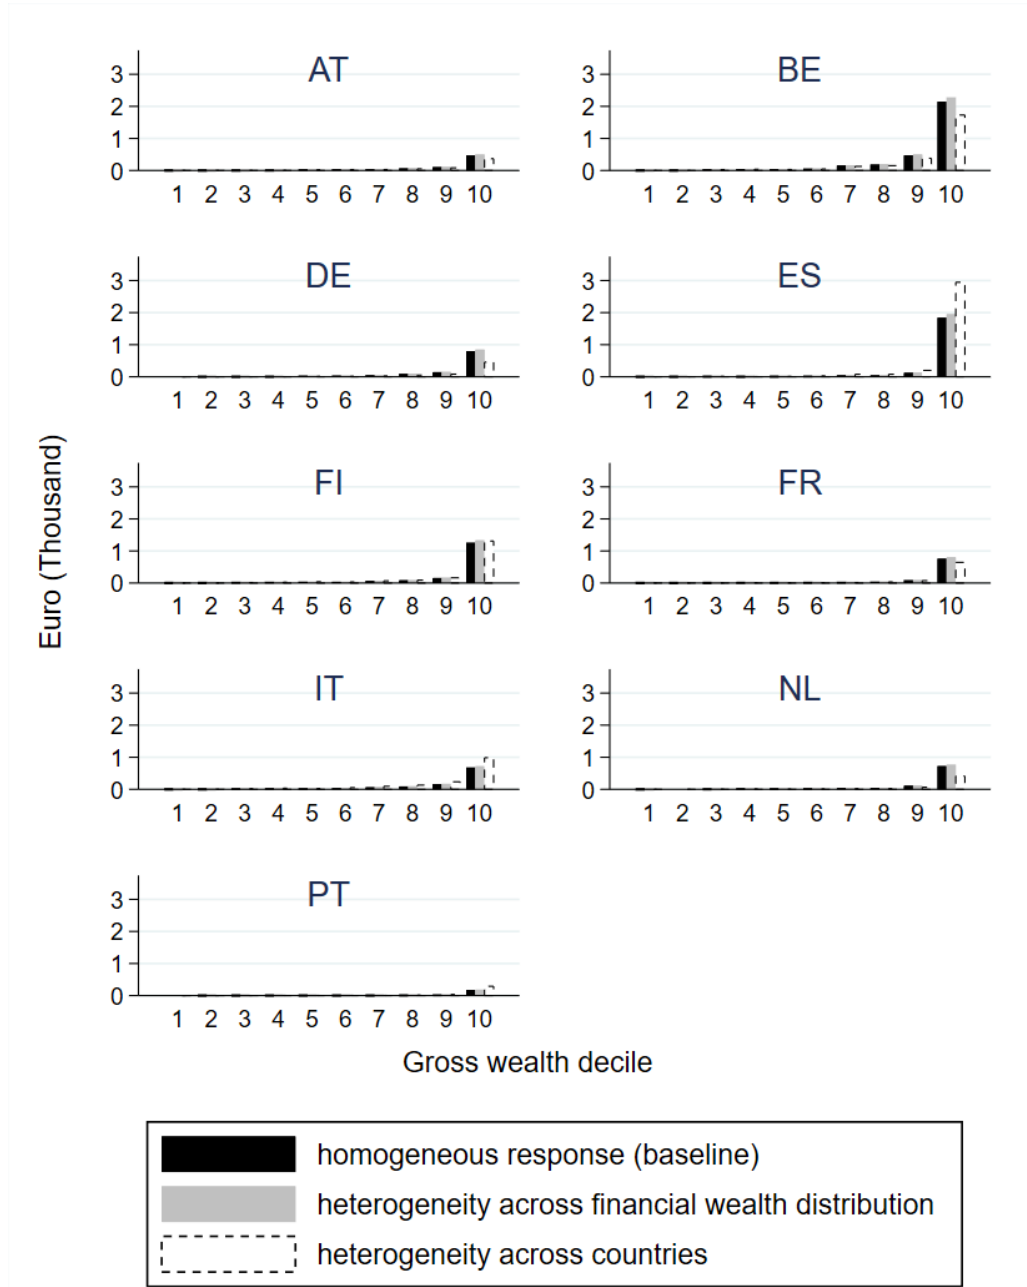 AT
3
2
1
0
1 2 3 4 5 6 7 8 9 10
BE
3
2
1
0
1 2 3 4 5 6 7 8 9 10
DE
3
2
1
0
1 2 3 4 5 6 7 8 9 10
ES
3
2
1
0
1 2 3 4 5 6 7 8 9 10
FI
3
2
1
0
1 2 3 4 5 6 7 8 9 10
FR
3
2
1
0
1 2 3 4 5 6 7 8 9 10
IT
3
2
1
0
1 2 3 4 5 6 7 8 9 10
NL
3
2
1
0
1 2 3 4 5 6 7 8 9 10
PT
3
2
1
0
1 2 3 4 5 6 7 8 9 10
Euro (Thousand)
Gross wealth decile
homogeneous response (baseline)
heterogeneity across financial wealth distribution
heterogeneity across countries